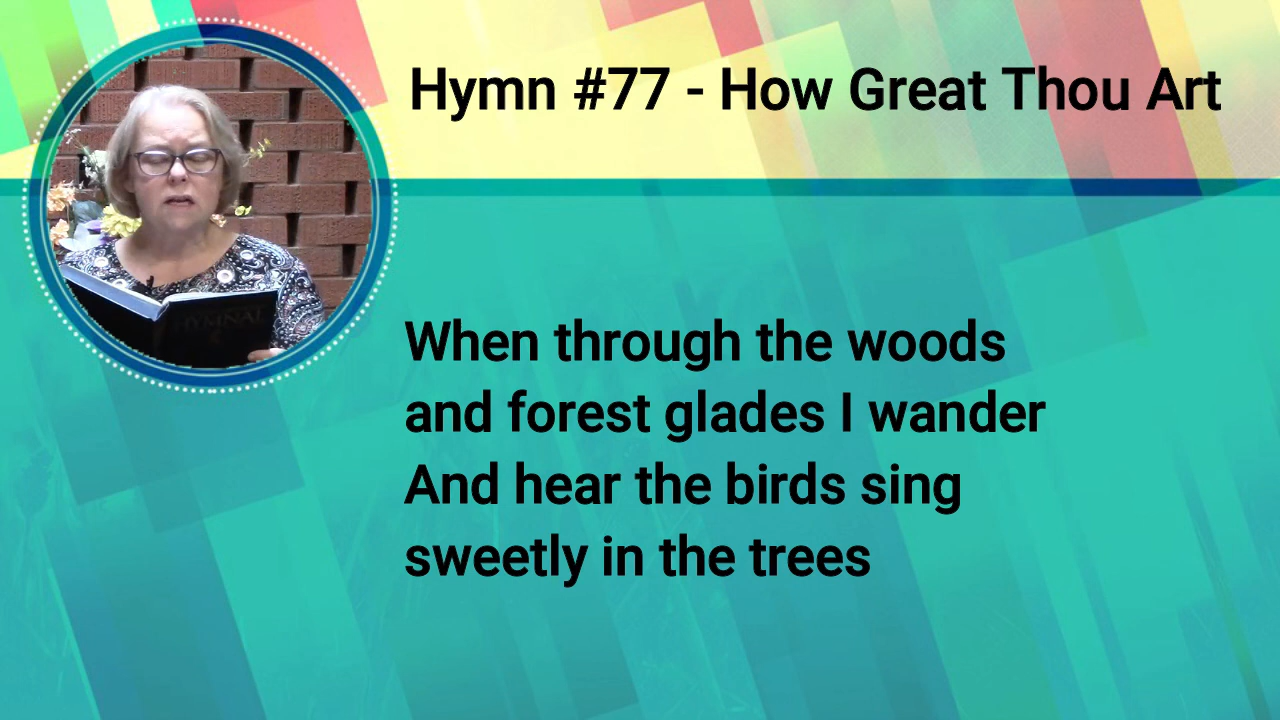 Hymn #77 - How Great Thou Art
When through the woods
and forest glades I wander
And hear the birds sing
sweetly in the trees
HYMNAL